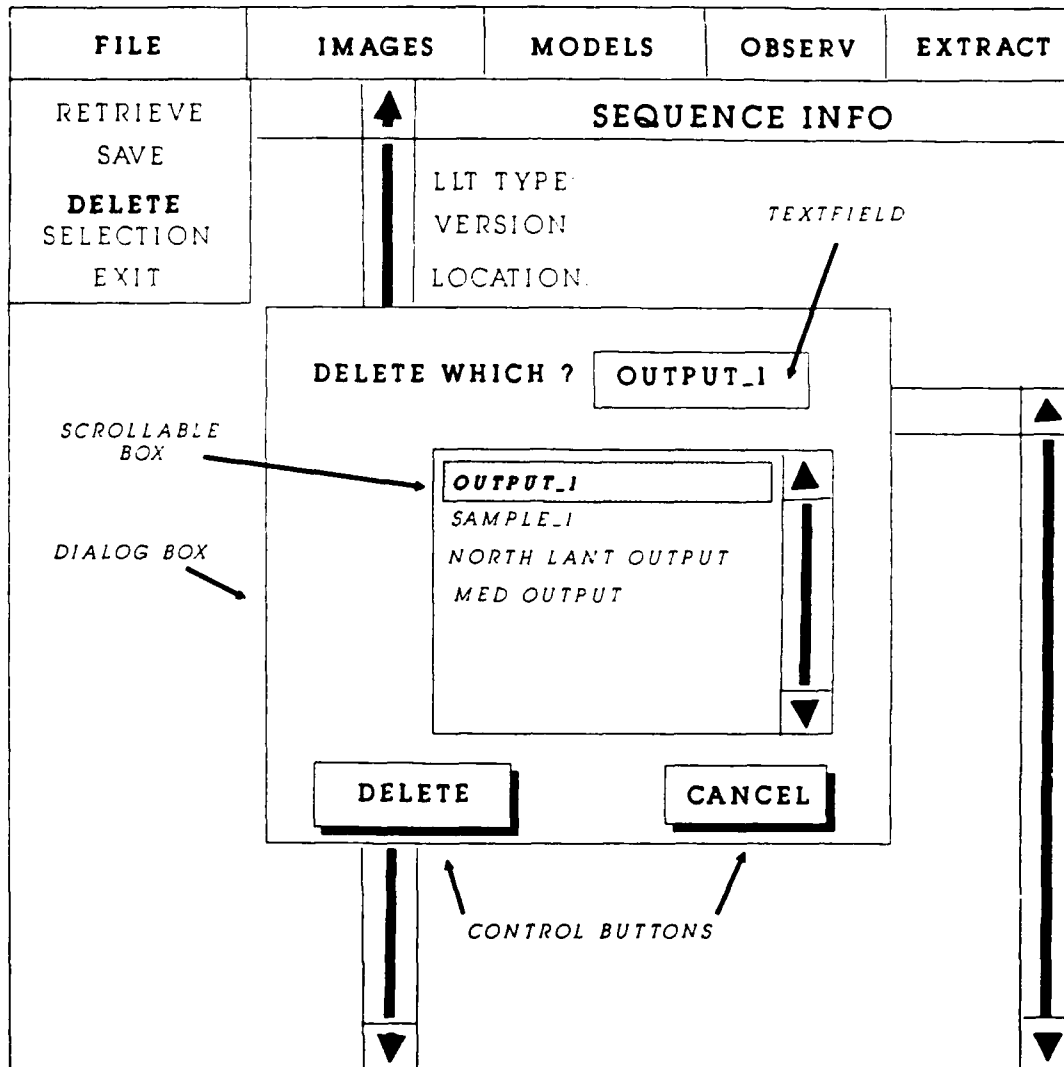 FILE IMAGES MODELS OBSERV EXTRACT
RETRIEVE
SAVE
DELETE
SELECTION
EXIT
SEQUENCE INFO
LLT TYPE:
VERSION
LOCATION:
TEXTFIELD
DELETE WHICH ? OUTPUT_1
SCROLLABLE
BOX
OUTPUT_1
SAMPLE_1
NORTH LANT OUTPUT
MED OUTPUT
DIALOG BOX
DELETE CANCEL
CONTROL BUTTONS